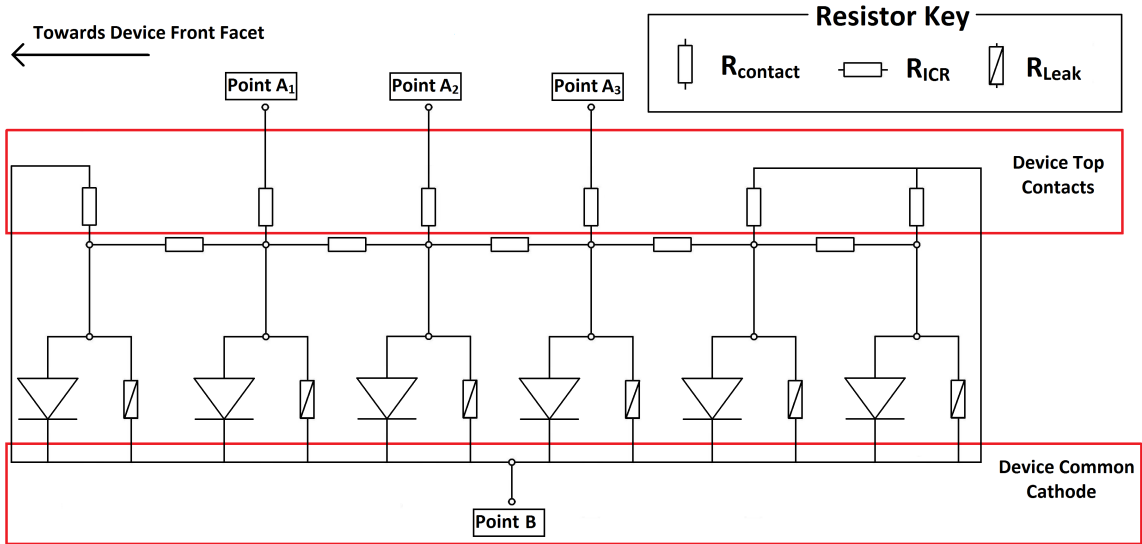 Resistor Key
Towards Device Front Facet
Rcontact
RICR
RLeak
Point A1
Point A2
Point A3
Device Top
Contacts
Device Common
Cathode
Point B